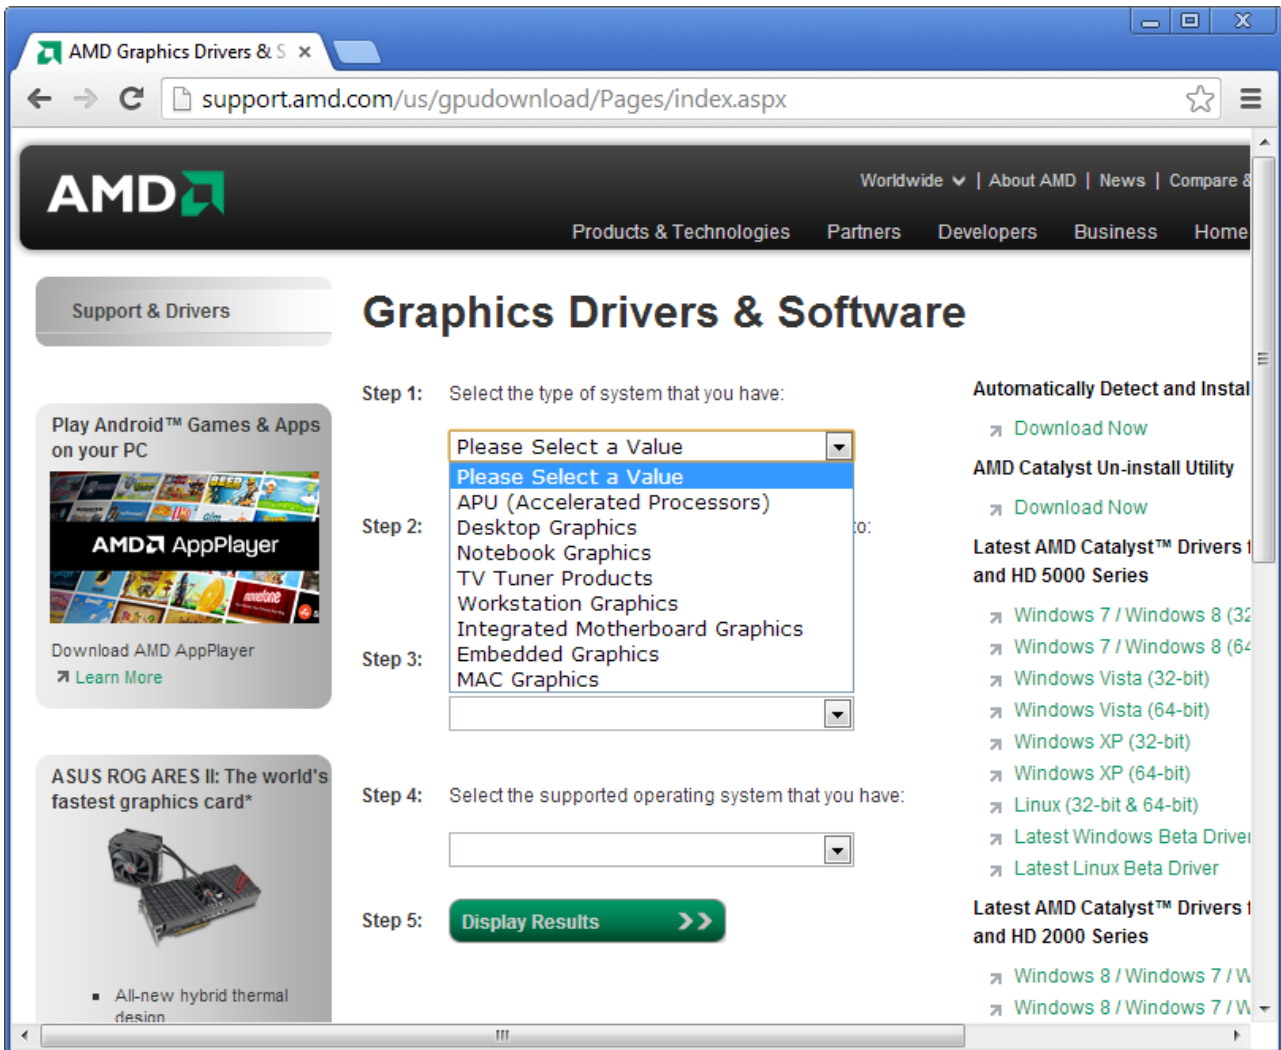 AMD Graphics Drivers & S
support.amd.com/us/gpudownload/Pages/index.aspx
AMD
Worldwide | About AMD | News | Compare &
Products & Technologies Partners Developers Business Home
Support & Drivers
Play Android™ Games & Apps
on your PC
AMD AppPlayer
Download AMD AppPlayer
Learn More
ASUS ROG ARES II: The world's
fastest graphics card*
All-new hybrid thermal
design
Graphics Drivers & Software
Step 1: Select the type of system that you have:
Please Select a Value
Please Select a Value
APU (Accelerated Processors)
Desktop Graphics
Step 2: to:
Notebook Graphics
TV Tuner Products
Workstation Graphics
Integrated Motherboard Graphics
Step 3:
Embedded Graphics
MAC Graphics
Step 4: Select the supported operating system that you have:
Step 5: Display Results
Automatically Detect and Instal
Download Now
AMD Catalyst Un-install Utility
Download Now
Latest AMD Catalyst™ Drivers f
and HD 5000 Series
Windows 7 / Windows 8 (32
Windows 7 / Windows 8 (64
Windows Vista (32-bit)
Windows Vista (64-bit)
Windows XP (32-bit)
Windows XP (64-bit)
Linux (32-bit & 64-bit)
Latest Windows Beta Driver
Latest Linux Beta Driver
Latest AMD Catalyst™ Drivers f
and HD 2000 Series
Windows 8 / Windows 7 / W
Windows 8 / Windows 7 / W